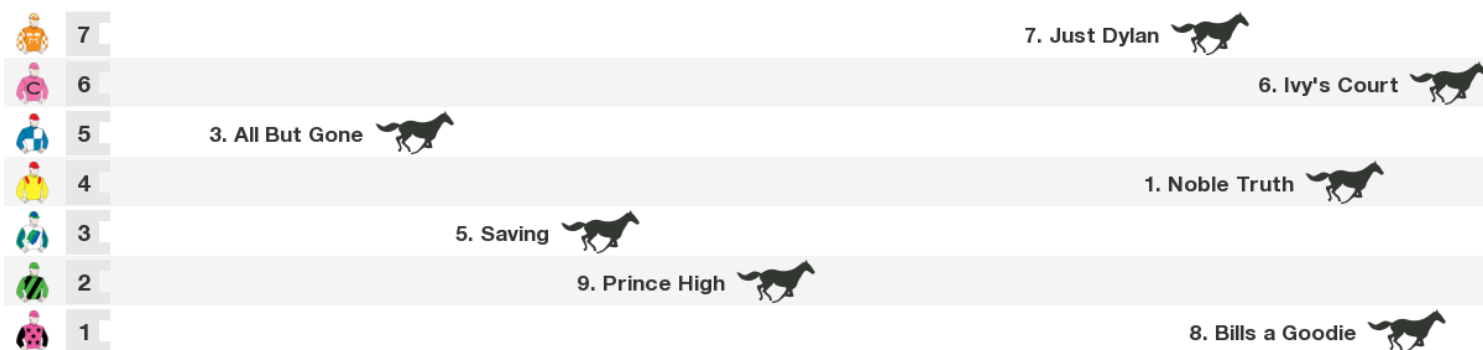 7 7. Just Dylan
C 6 6. Ivy's Court
5 3. All But Gone
4 1. Noble Truth
3 5. Saving
2 9. Prince High
1 8. Bills a Goodie